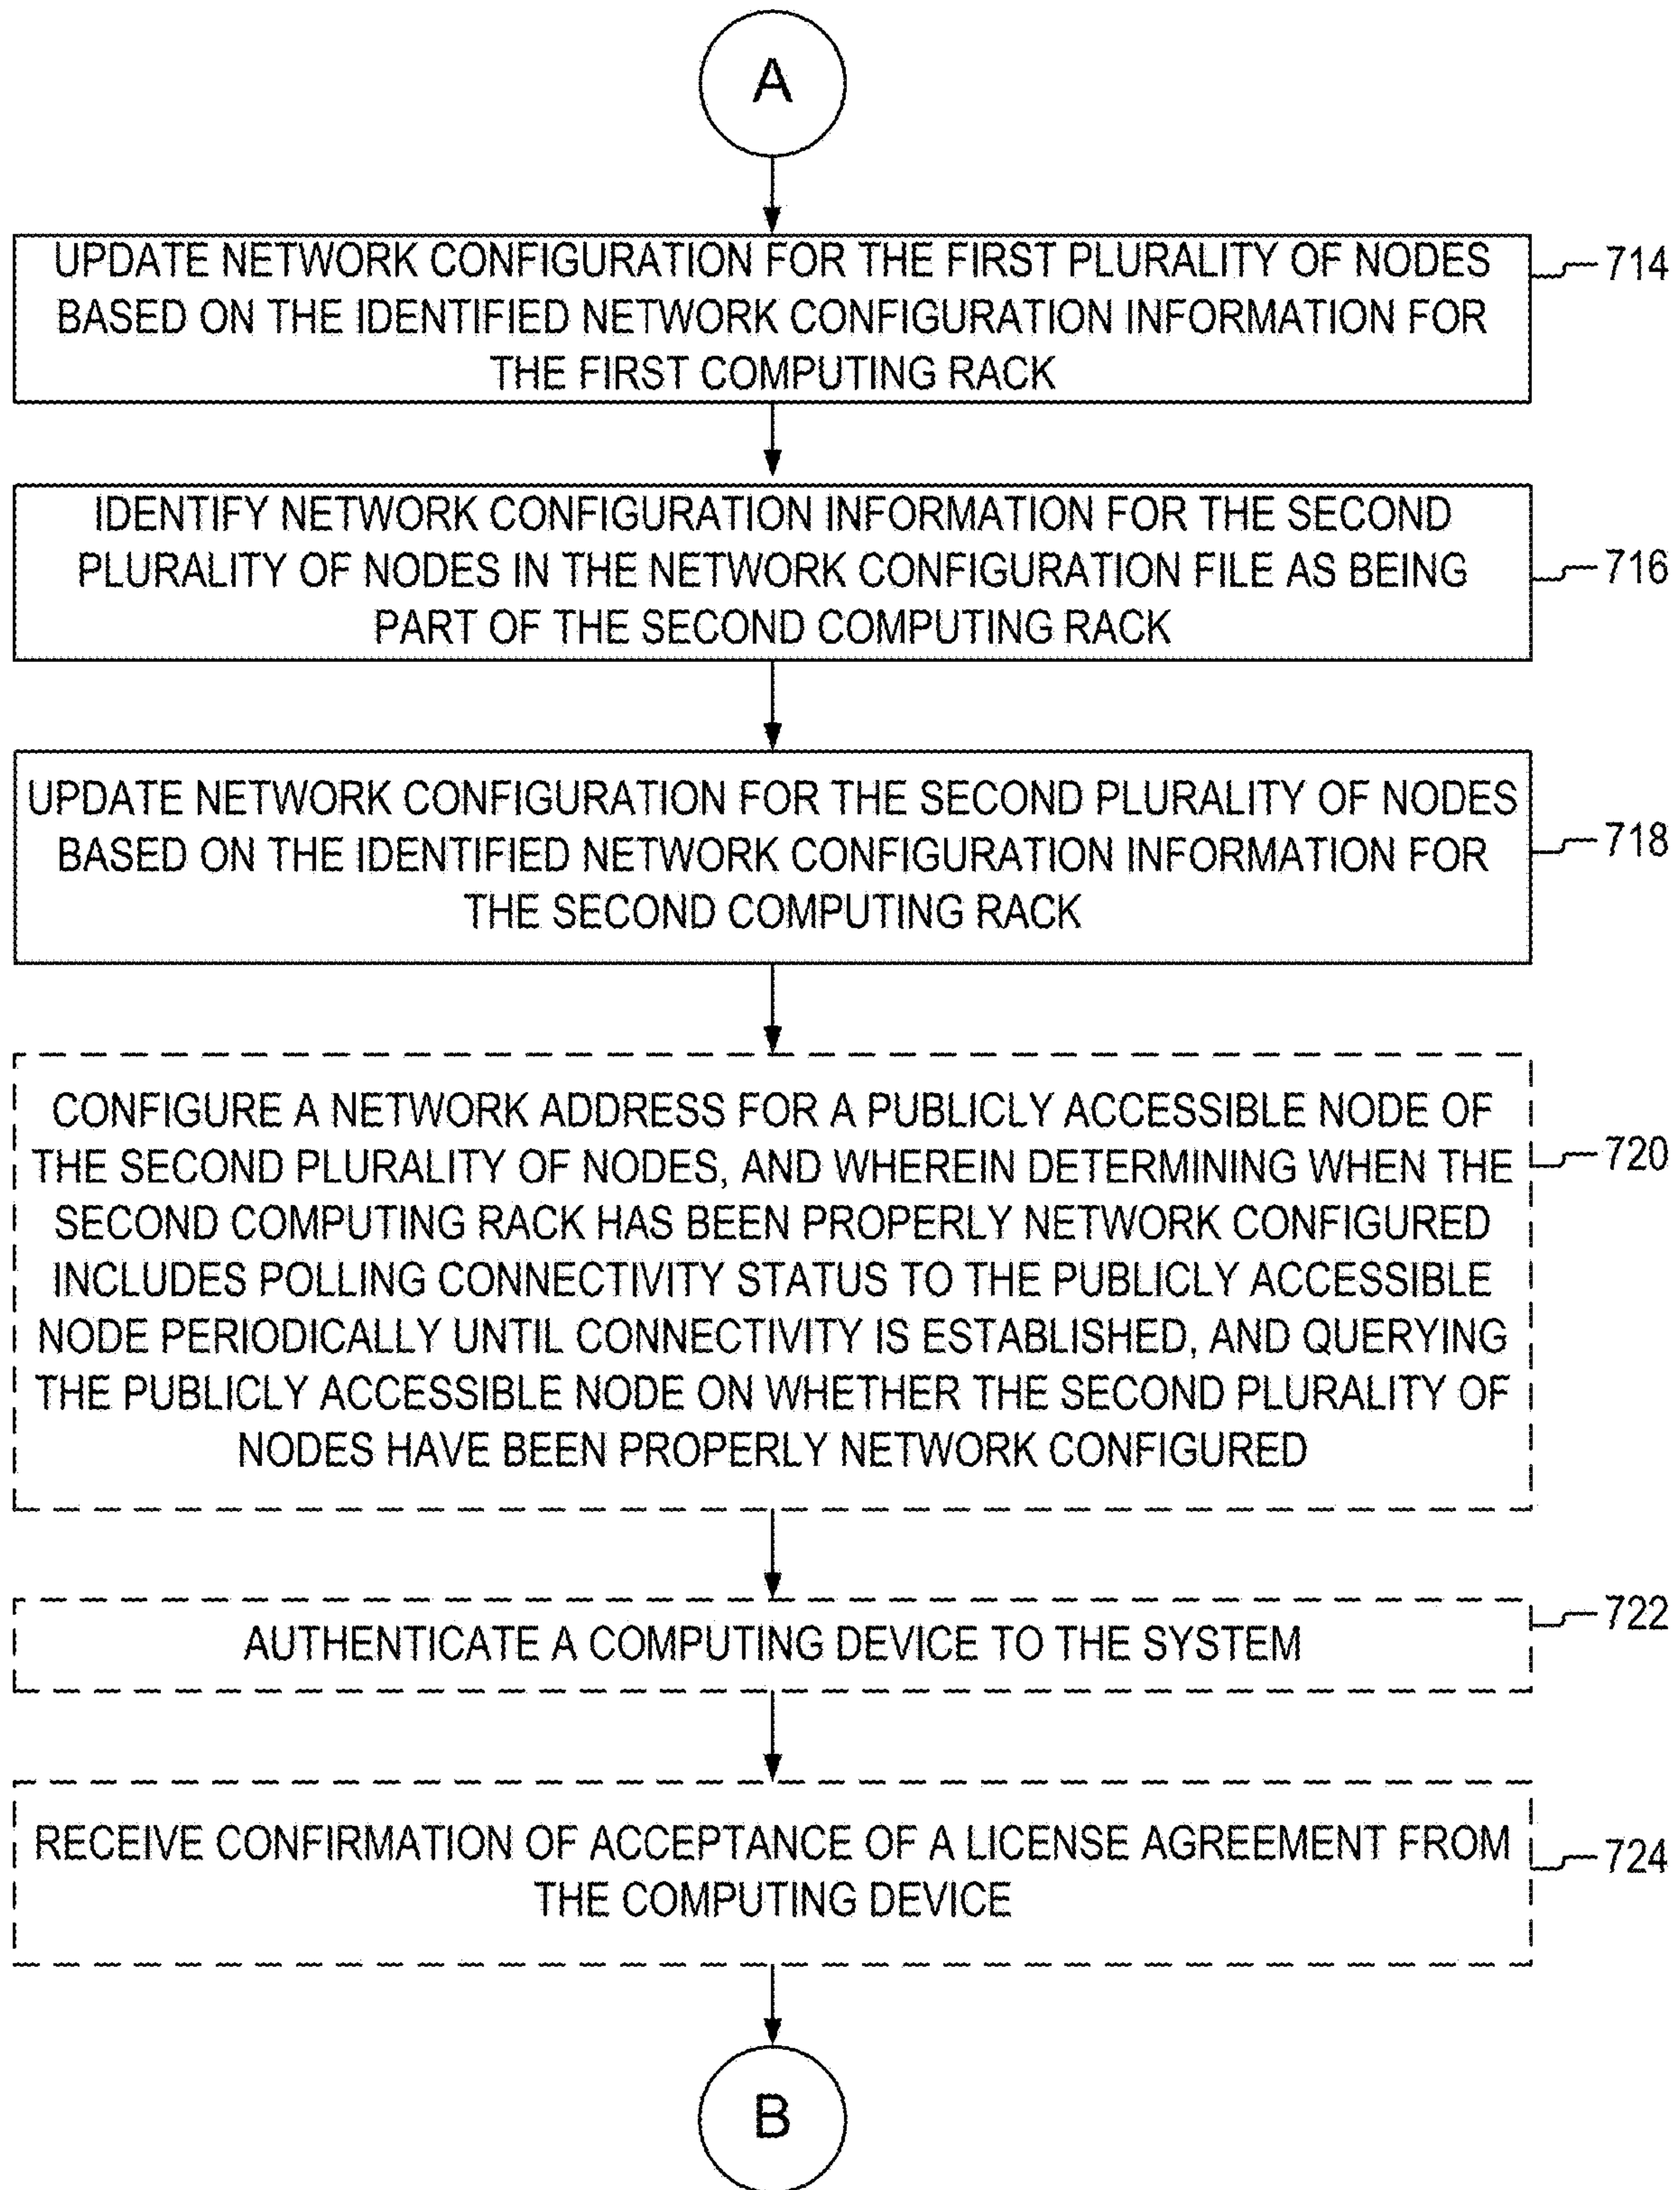 A
UPDATE NETWORK CONFIGURATION FOR THE FIRST PLURALITY OF NODES
BASED ON THE IDENTIFIED NETWORK CONFIGURATION INFORMATION FOR
THE FIRST COMPUTING RACK
714
IDENTIFY NETWORK CONFIGURATION INFORMATION FOR THE SECOND
PLURALITY OF NODES IN THE NETWORK CONFIGURATION FILE AS BEING
PART OF THE SECOND COMPUTING RACK
716
UPDATE NETWORK CONFIGURATION FOR THE SECOND PLURALITY OF NODES
BASED ON THE IDENTIFIED NETWORK CONFIGURATION INFORMATION FOR
THE SECOND COMPUTING RACK
718
CONFIGURE A NETWORK ADDRESS FOR A PUBLICLY ACCESSIBLE NODE OF
THE SECOND PLURALITY OF NODES, AND WHEREIN DETERMINING WHEN THE
SECOND COMPUTING RACK HAS BEEN PROPERLY NETWORK CONFIGURED
INCLUDES POLLING CONNECTIVITY STATUS TO THE PUBLICLY ACCESSIBLE
NODE PERIODICALLY UNTIL CONNECTIVITY IS ESTABLISHED, AND QUERYING
THE PUBLICLY ACCESSIBLE NODE ON WHETHER THE SECOND PLURALITY OF
NODES HAVE BEEN PROPERLY NETWORK CONFIGURED
720
AUTHENTICATE A COMPUTING DEVICE TO THE SYSTEM
722
RECEIVE CONFIRMATION OF ACCEPTANCE OF A LICENSE AGREEMENT FROM
THE COMPUTING DEVICE
724
B